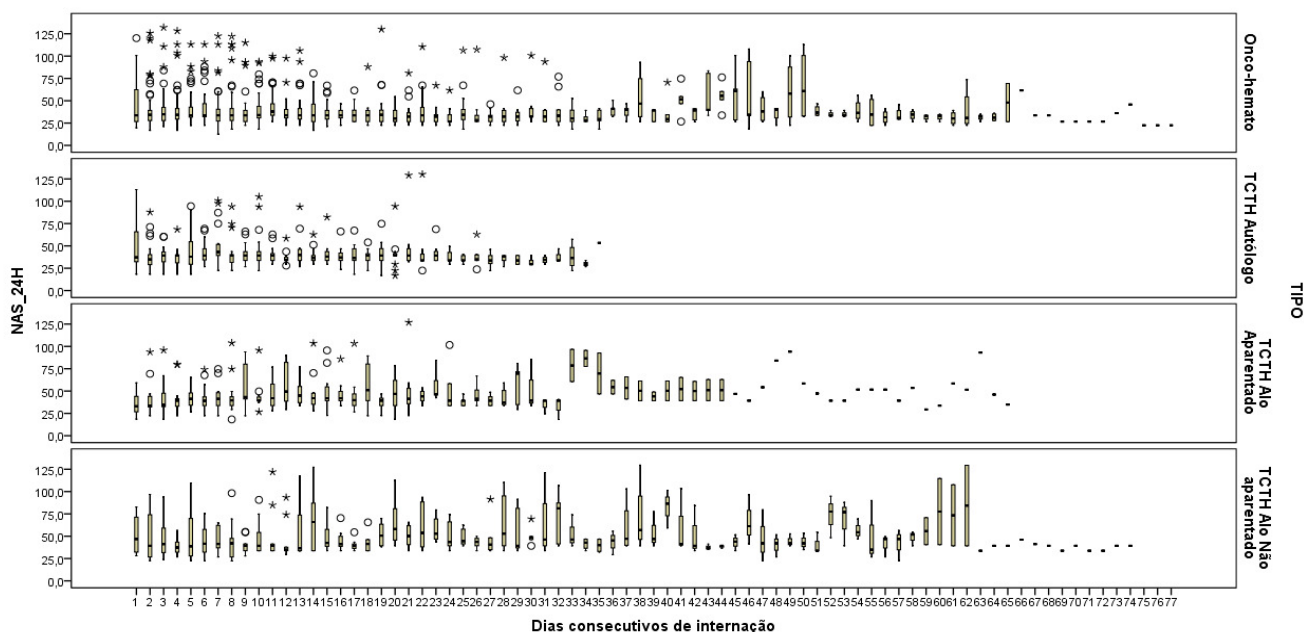 125,0
100,0
75,0
50,0
25,0
0,0
Onco-hemato
125,0
100,0
75,0
50,0
25,0
0,0
TCTH Autólogo
125,0
100,0
75,0
50,0
25,0
0,0
TCTH Alo
Aparentado
125,0
100,0
75,0
50,0
25,0
0,0
TCTH Alo Não
aparentado
NAS_24H
TIPO
1 2 3 4 5 6 7 8 9 10 11 12 13 14 15 16 17 18 19 20 21 22 23 24 25 26 27 28 29 30 31 32 33 34 35 36 37 38 39 40 41 42 43 44 45 46 47 48 49 50 51 52 53 54 55 56 57 58 59 60 61 62 63 64 65 66 67 68 69 70 71 72 73 74 75 76 77
Dias consecutivos de internação